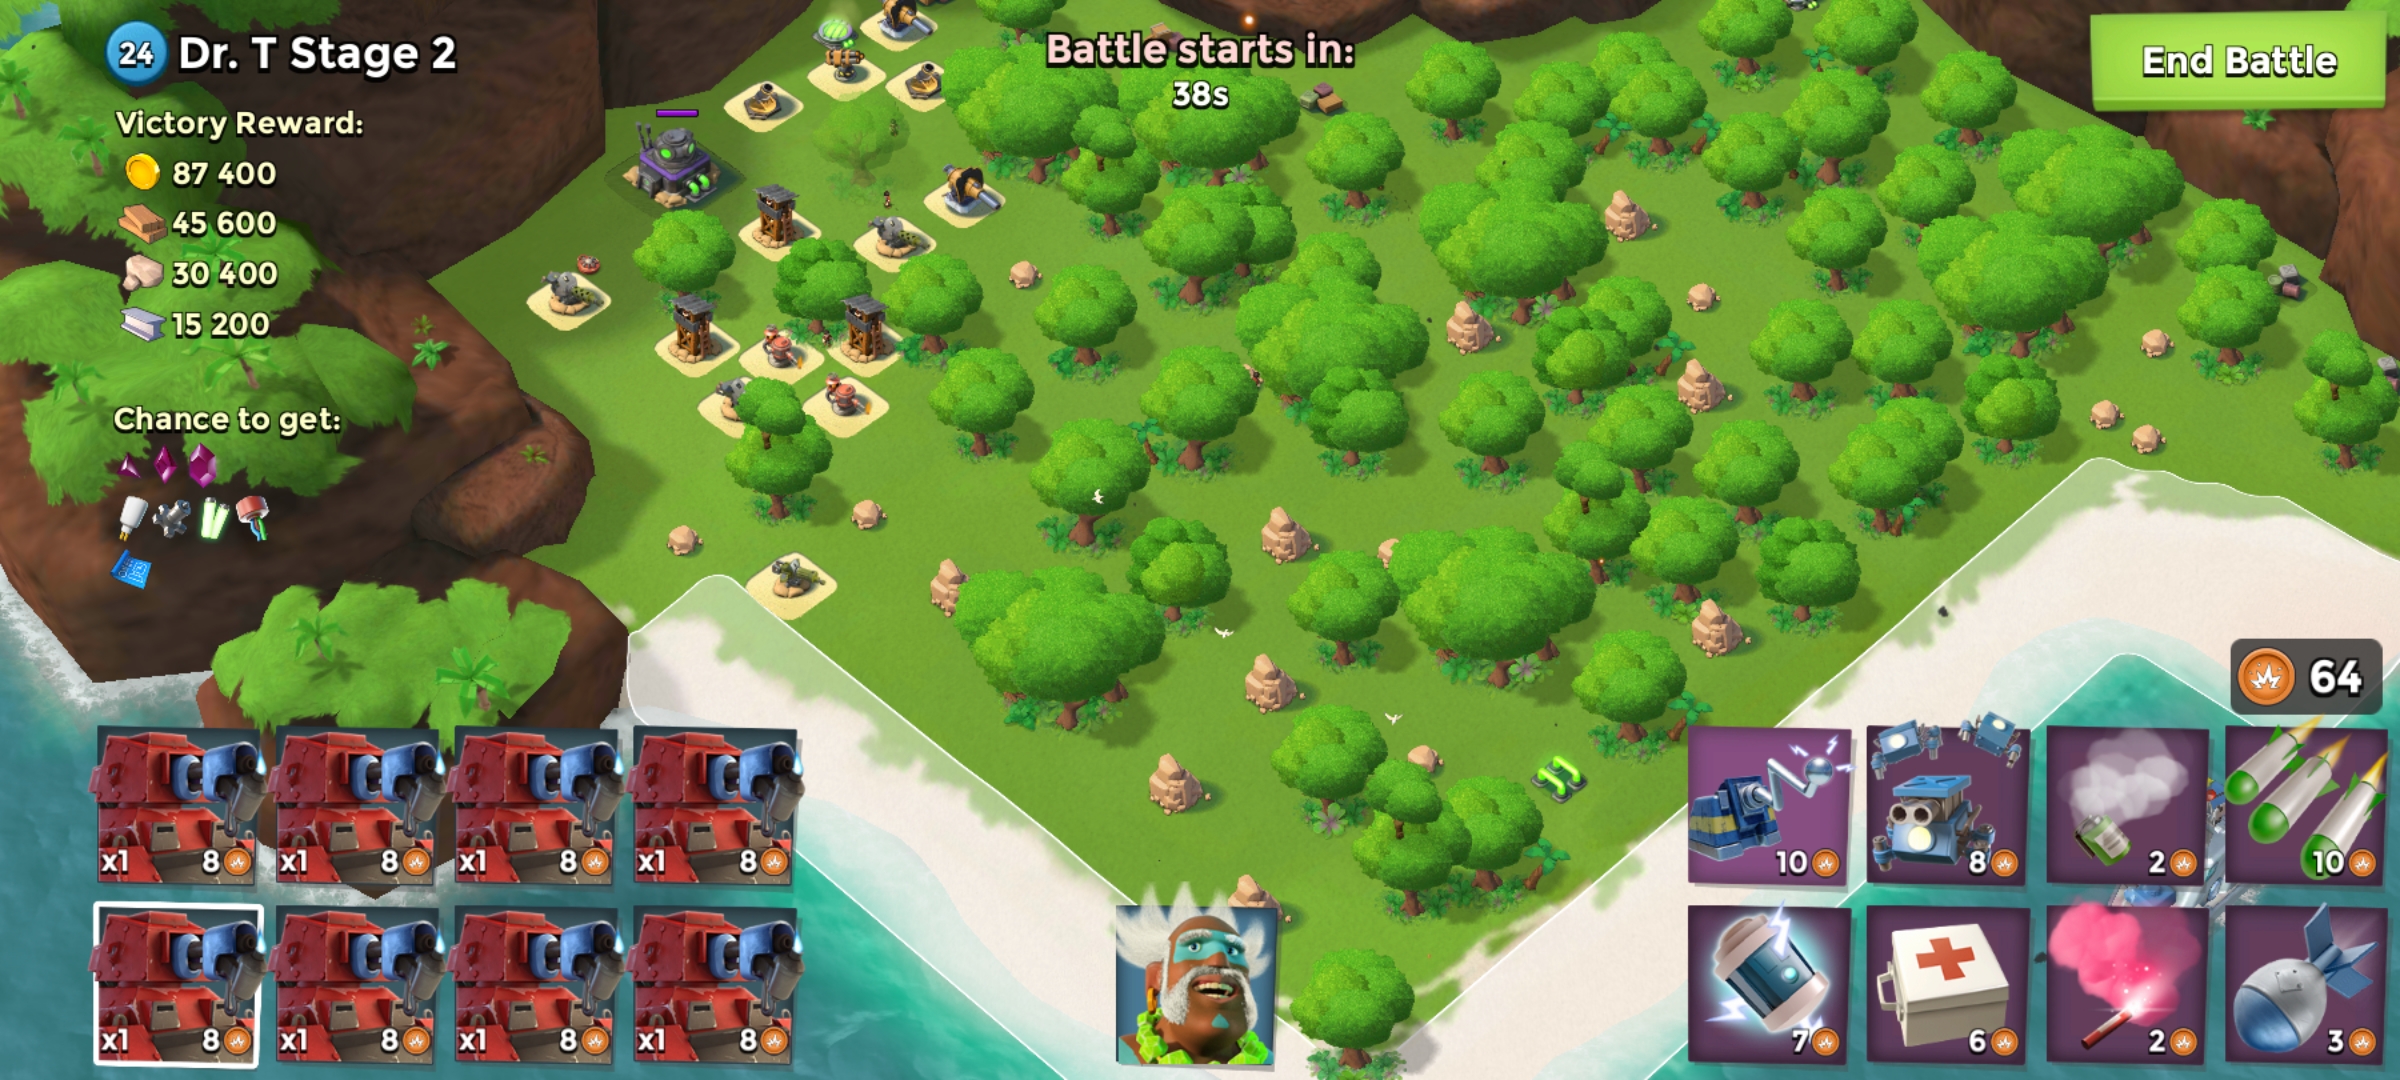 24 Dr. T Stage 2
Victory Reward:
87 400
45 600
30 400
15 200
Chance to get:
Battle starts in:
38s
End Battle
64
x1 8
x1 8
x1 8
x1 8
x1 8
x1 8
x1 8
x1 8
10
8
2
10
7
6
2
3